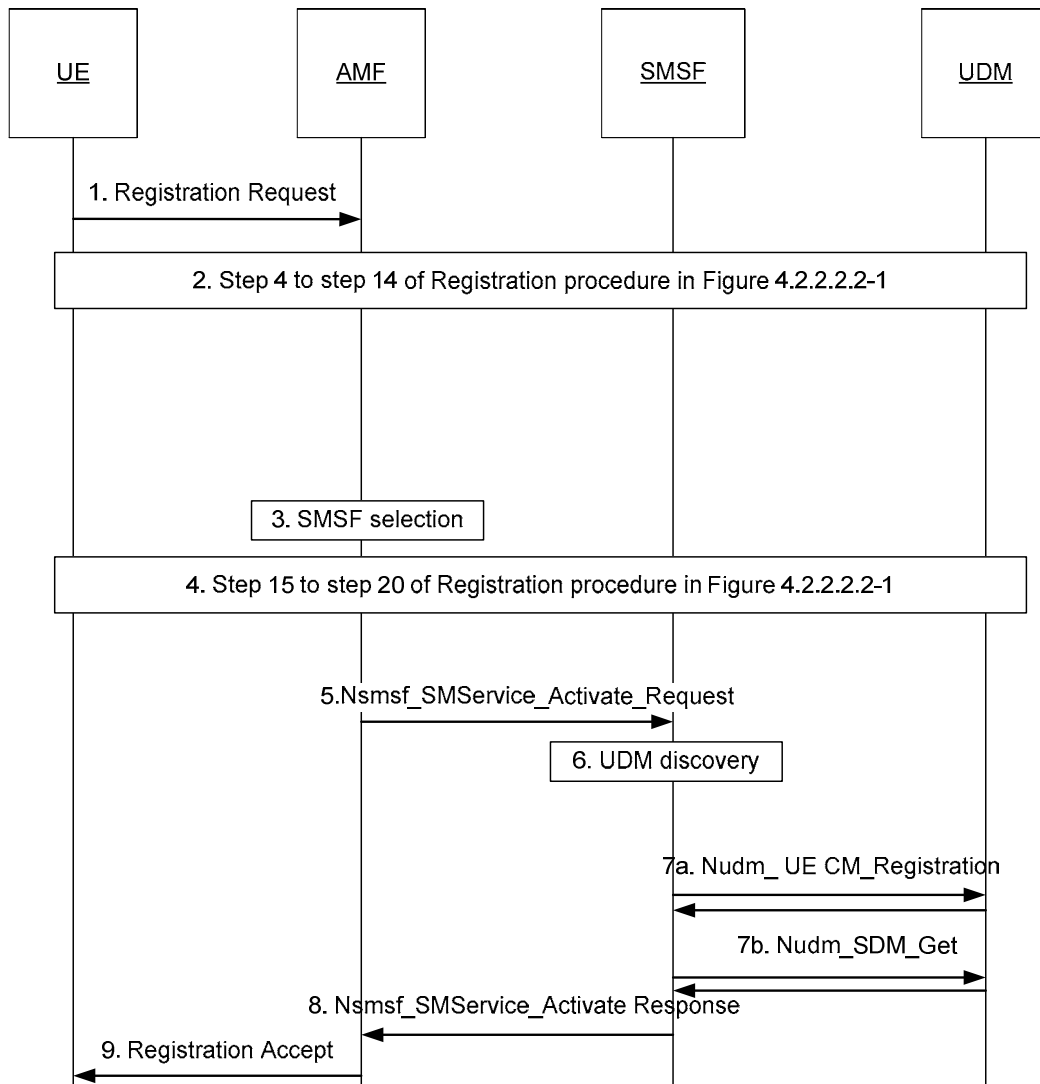 UE
AMF
SMSF
UDM
1. Registration Request
2. Step 4 to step 14 of Registration procedure in Figure 4.2.2.2.2-1
3. SMSF selection
4. Step 15 to step 20 of Registration procedure in Figure 4.2.2.2.2-1
5.Nsmsf_SMService_Activate_Request
6. UDM discovery
7a. Nudm_ UE CM_Registration
7b. Nudm_SDM_Get
8. Nsmsf_SMService_Activate Response
9. Registration Accept